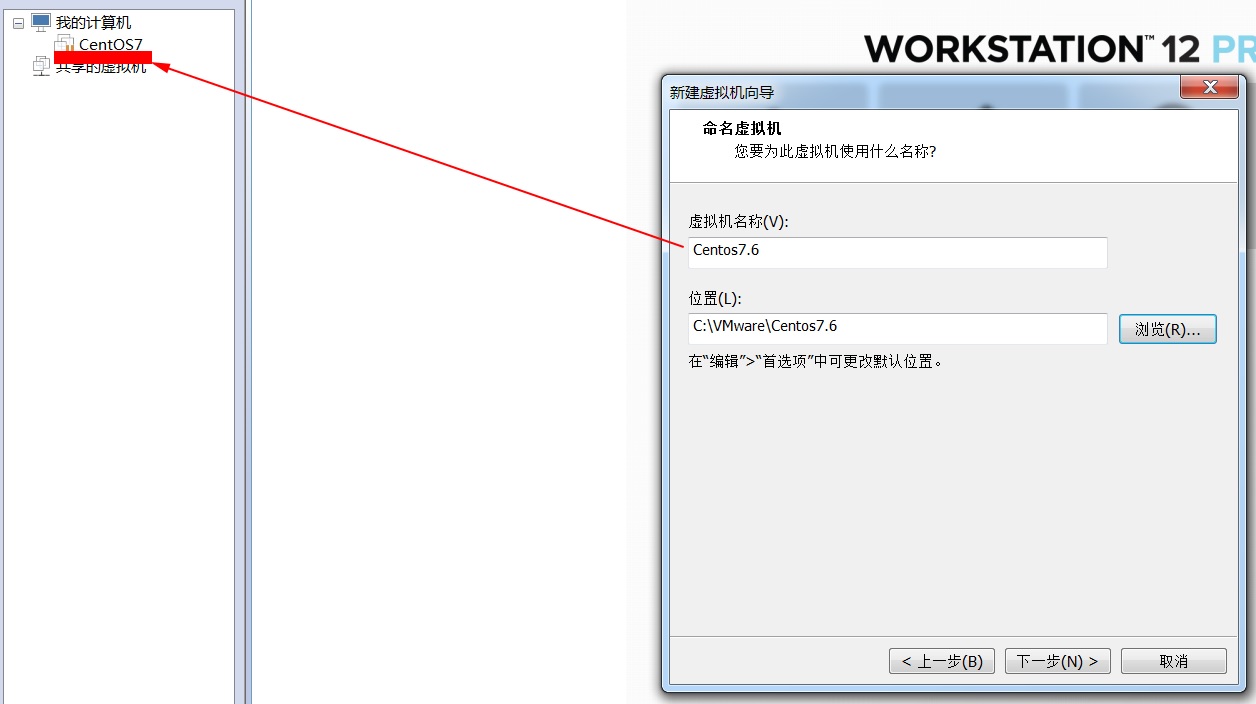 我的计算机
CentOS7
共享的虚拟机
WORKSTATION™ 12 PR
新建虚拟机向导
命名虚拟机
您要为此虚拟机使用什么名称?
虚拟机名称(V):
Centos7.6
位置(L):
C:\VMware\Centos7.6
浏览(R)...
在“编辑”>“首选项”中可更改默认位置。
< 上一步(B)
下一步(N) >
取消